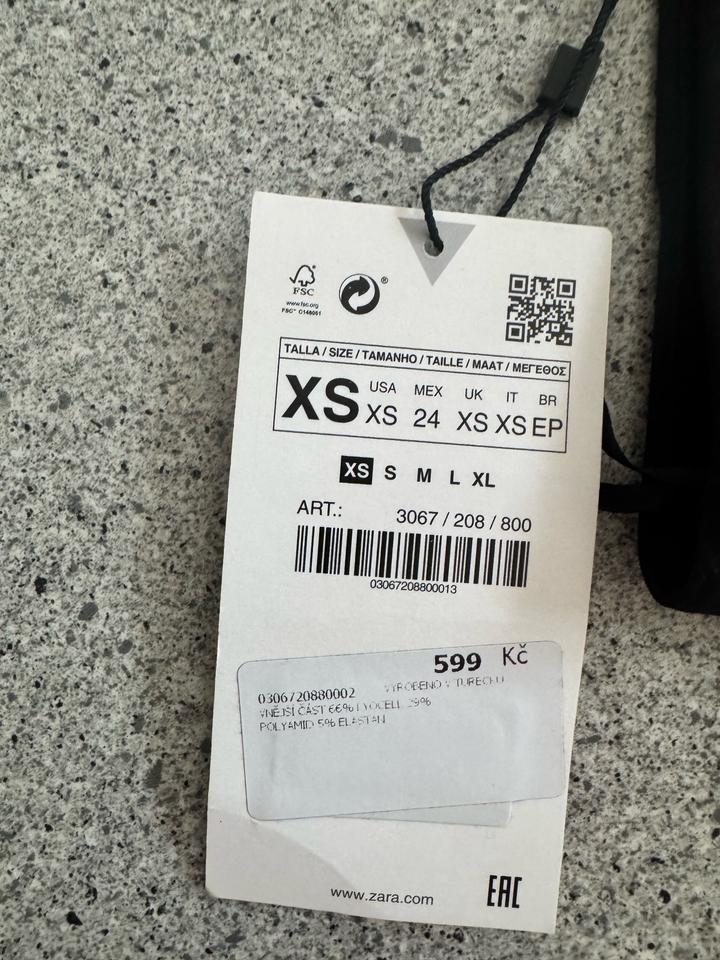 FSC
www.fsc.org
FSC™ C148061
®
TALLA / SIZE / TAMANHO / TAILLE / MAAT / ΜΕΓΕΘΟΣ
XS
USA MEX UK IT BR
XS 24 XS XS EP
XS S M L XL
ART.: 3067 / 208 / 800
03067208800013
599 Kč
0306720880002 VYROBENO V TURECKU
VNĚJŠÍ ČÁST 66% LYOCELL 29%
POLYAMID 5% ELASTAN
www.zara.com
EAC